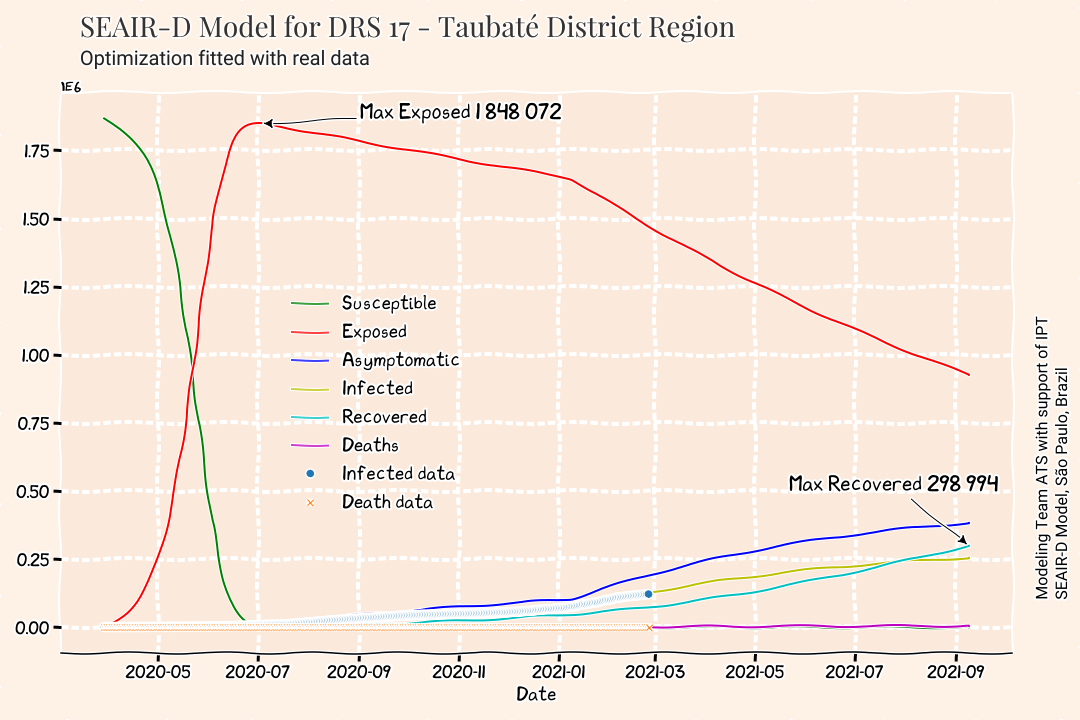 SEAIR-D Model for DRS 17 - Taubaté District Region
Optimization fitted with real data
1E6
Max Exposed 1 848 072
1.75
1.50
1.25
1.00
0.75
0.50
0.25
0.00
Susceptible
Exposed
Asymptomatic
Infected
Recovered
Deaths
Infected data
Death data
Max Recovered 298 994
2020-05
2020-07
2020-09
2020-11
2021-01
2021-03
2021-05
2021-07
2021-09
Date
Modeling Team ATS with support of IPT
SEAIR-D Model, São Paulo, Brazil